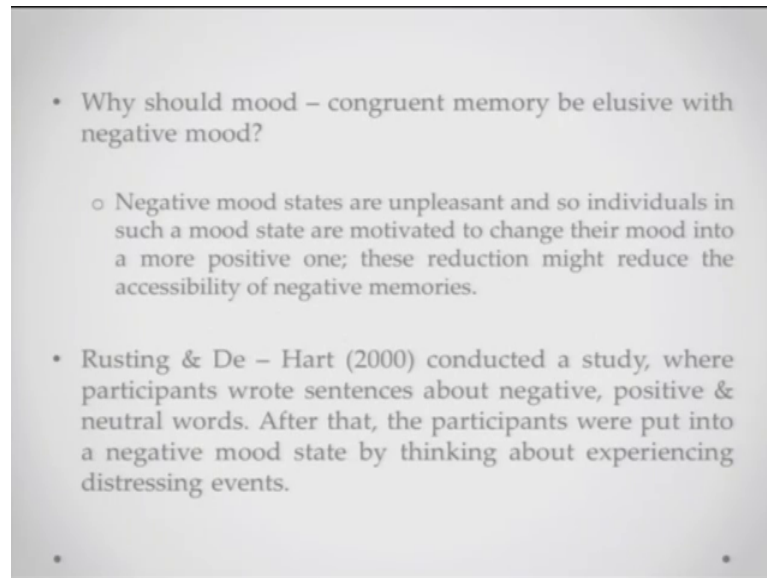 • Why should mood – congruent memory be elusive with
negative mood?
o Negative mood states are unpleasant and so individuals in
such a mood state are motivated to change their mood into
a more positive one; these reduction might reduce the
accessibility of negative memories.
• Rusting & De – Hart (2000) conducted a study, where
participants wrote sentences about negative, positive &
neutral words. After that, the participants were put into
a negative mood state by thinking about experiencing
distressing events.